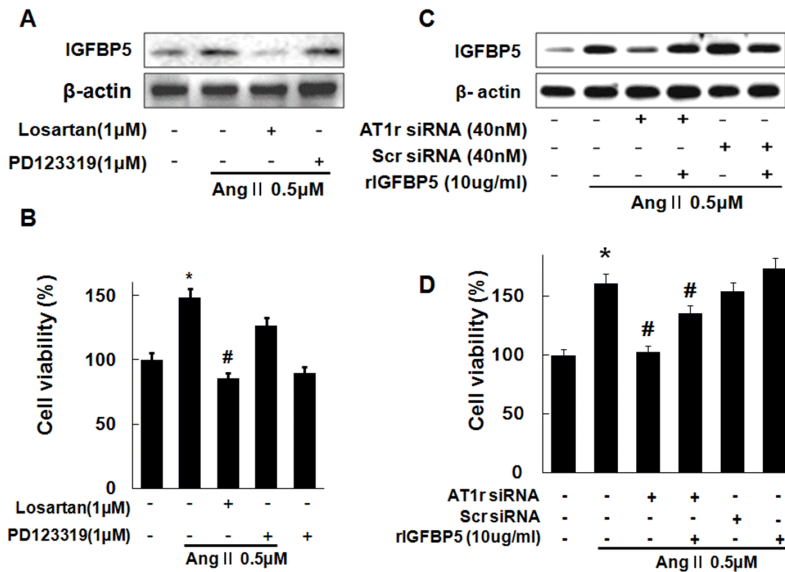 A
IGFBP5
β-actin
Losartan(1μM) - - + -
PD123319(1μM) - - - +
Ang II 0.5μM
B
Cell viability (%)
150
100
50
0
*
#
Losartan(1μM) - - + - -
PD123319(1μM) - - - + +
Ang II 0.5μM
C
IGFBP5
β- actin
AT1r siRNA (40nM) - - + + - -
Scr siRNA (40nM) - - - - + +
rIGFBP5 (10ug/ml) - - - + - +
Ang II 0.5μM
D
Cell viability (%)
150
100
50
0
*
#
#
AT1r siRNA - - + + - -
Scr siRNA - - - - + -
rIGFBP5 (10ug/ml) - - - + - +
Ang II 0.5μM